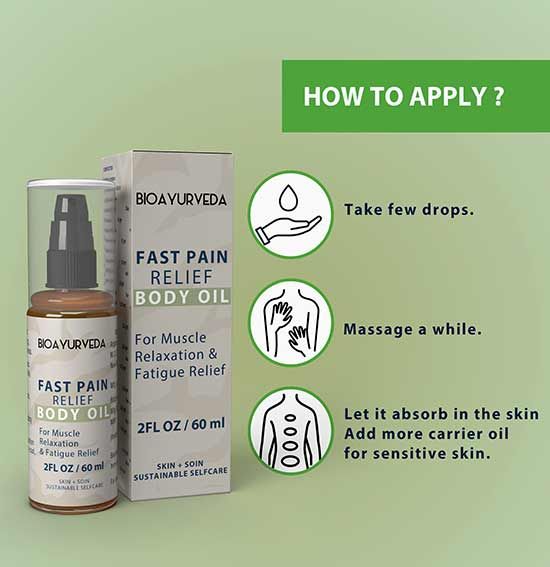 HOW TO APPLY ?
BIOAYURVEDA
FAST PAIN
RELIEF
BODY OIL
For Muscle
Relaxation &
Fatigue Relief
2FL OZ / 60 ml
SKIN + SOIN
SUSTAINABLE SELFCARE
BIOAYURVEDA
FAST PAIN
RELIEF
BODY OIL
For Muscle
Relaxation
& Fatigue Relief
2FL OZ / 60 ml
SKIN + SOIN
SUSTAINABLE SELFCARE
Take few drops.
Massage a while.
Let it absorb in the skin
Add more carrier oil
for sensitive skin.